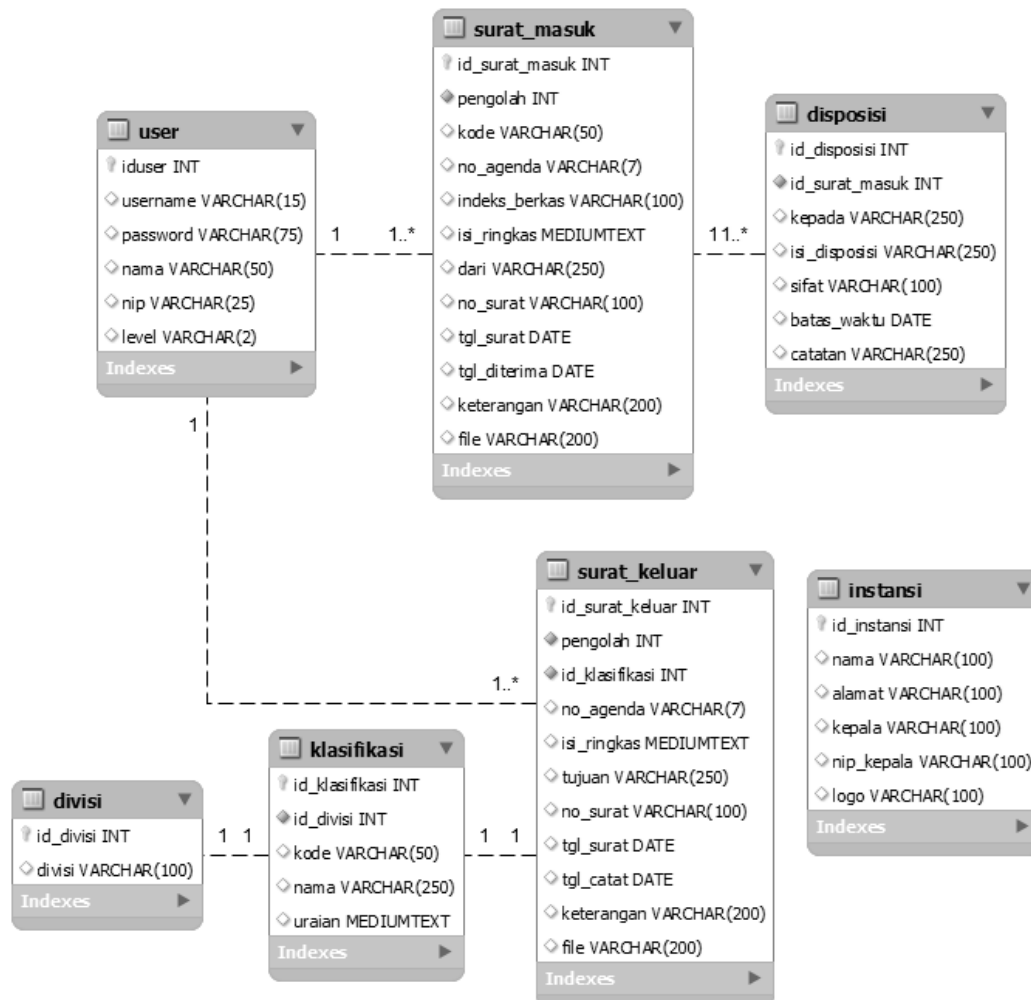 user
iduser INT
username VARCHAR(15)
password VARCHAR(75)
nama VARCHAR(50)
nip VARCHAR(25)
level VARCHAR(2)
Indexes
1
1..*
surat_masuk
id_surat_masuk INT
pengolah INT
kode VARCHAR(50)
no_agenda VARCHAR(7)
indeks_berkas VARCHAR(100)
isi_ringkas MEDIUMTEXT
dari VARCHAR(250)
no_surat VARCHAR(100)
tgl_surat DATE
tgl_diterima DATE
keterangan VARCHAR(200)
file VARCHAR(200)
Indexes
11..*
disposisi
id_disposisi INT
id_surat_masuk INT
kepada VARCHAR(250)
isi_disposisi VARCHAR(250)
sifat VARCHAR(100)
batas_waktu DATE
catatan VARCHAR(250)
Indexes
1
1..*
divisi
id_divisi INT
divisi VARCHAR(100)
Indexes
1 1
klasifikasi
id_klasifikasi INT
id_divisi INT
kode VARCHAR(50)
nama VARCHAR(250)
uraian MEDIUMTEXT
Indexes
1 1
surat_keluar
id_surat_keluar INT
pengolah INT
id_klasifikasi INT
no_agenda VARCHAR(7)
isi_ringkas MEDIUMTEXT
tujuan VARCHAR(250)
no_surat VARCHAR(100)
tgl_surat DATE
tgl_catat DATE
keterangan VARCHAR(200)
file VARCHAR(200)
Indexes
instansi
id_instansi INT
nama VARCHAR(100)
alamat VARCHAR(100)
kepala VARCHAR(100)
nip_kepala VARCHAR(100)
logo VARCHAR(100)
Indexes